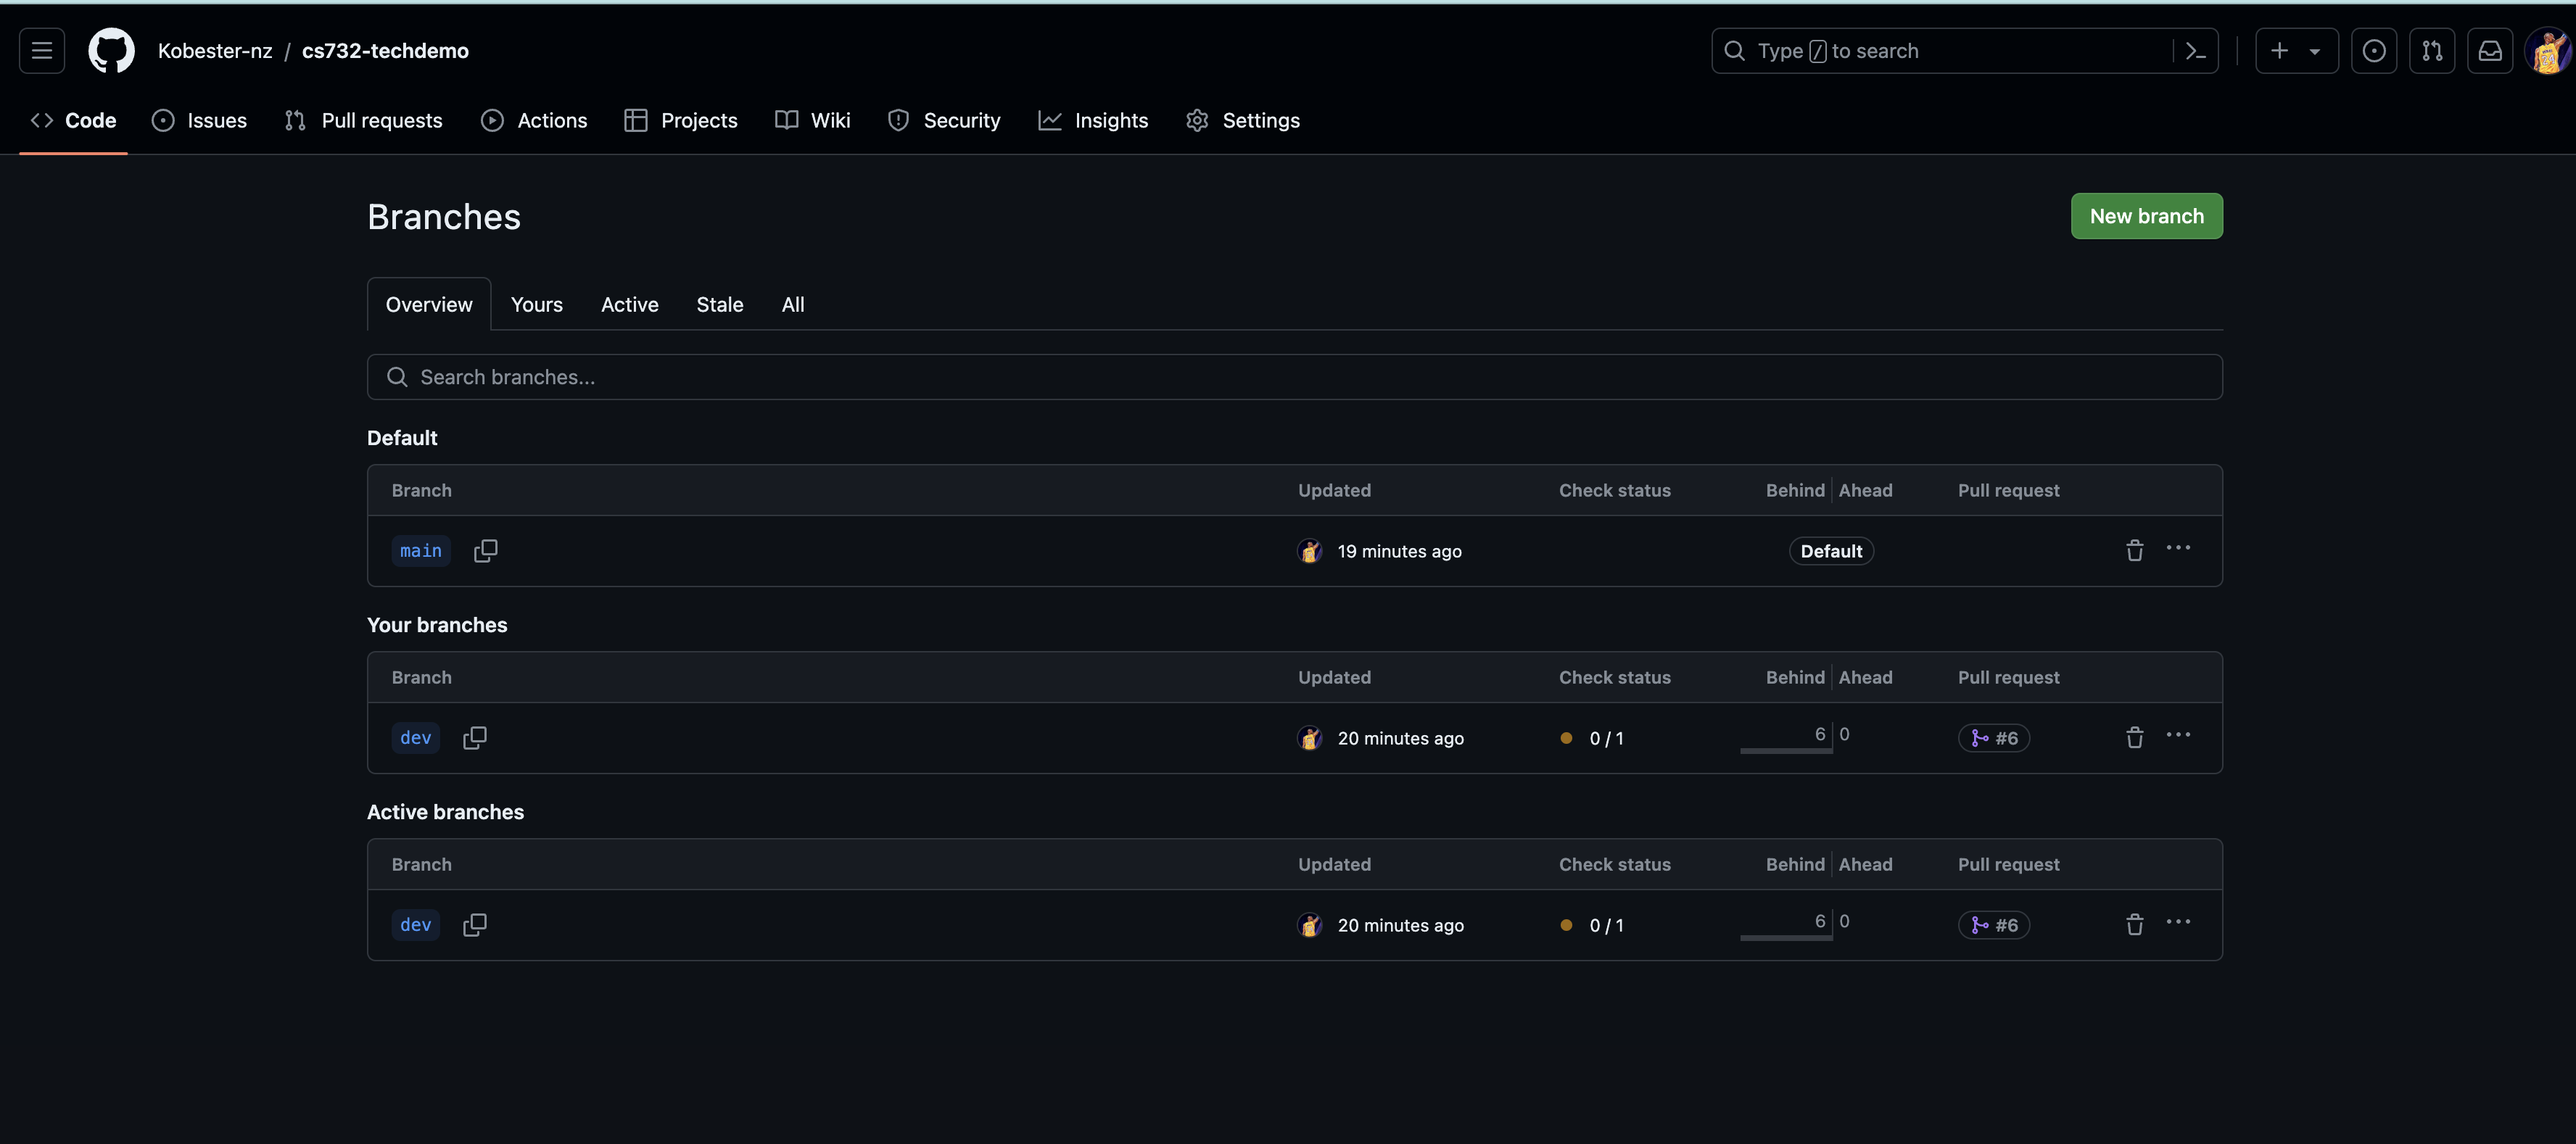 Kobester-nz / cs732-techdemo
Type / to search
Code Issues Pull requests Actions Projects Wiki Security Insights Settings
Branches
New branch
Overview Yours Active Stale All
Search branches...
Default
Branch Updated Check status Behind Ahead Pull request
main 19 minutes ago Default
Your branches
Branch Updated Check status Behind Ahead Pull request
dev 20 minutes ago 0 / 1 6 0 #6
Active branches
Branch Updated Check status Behind Ahead Pull request
dev 20 minutes ago 0 / 1 6 0 #6